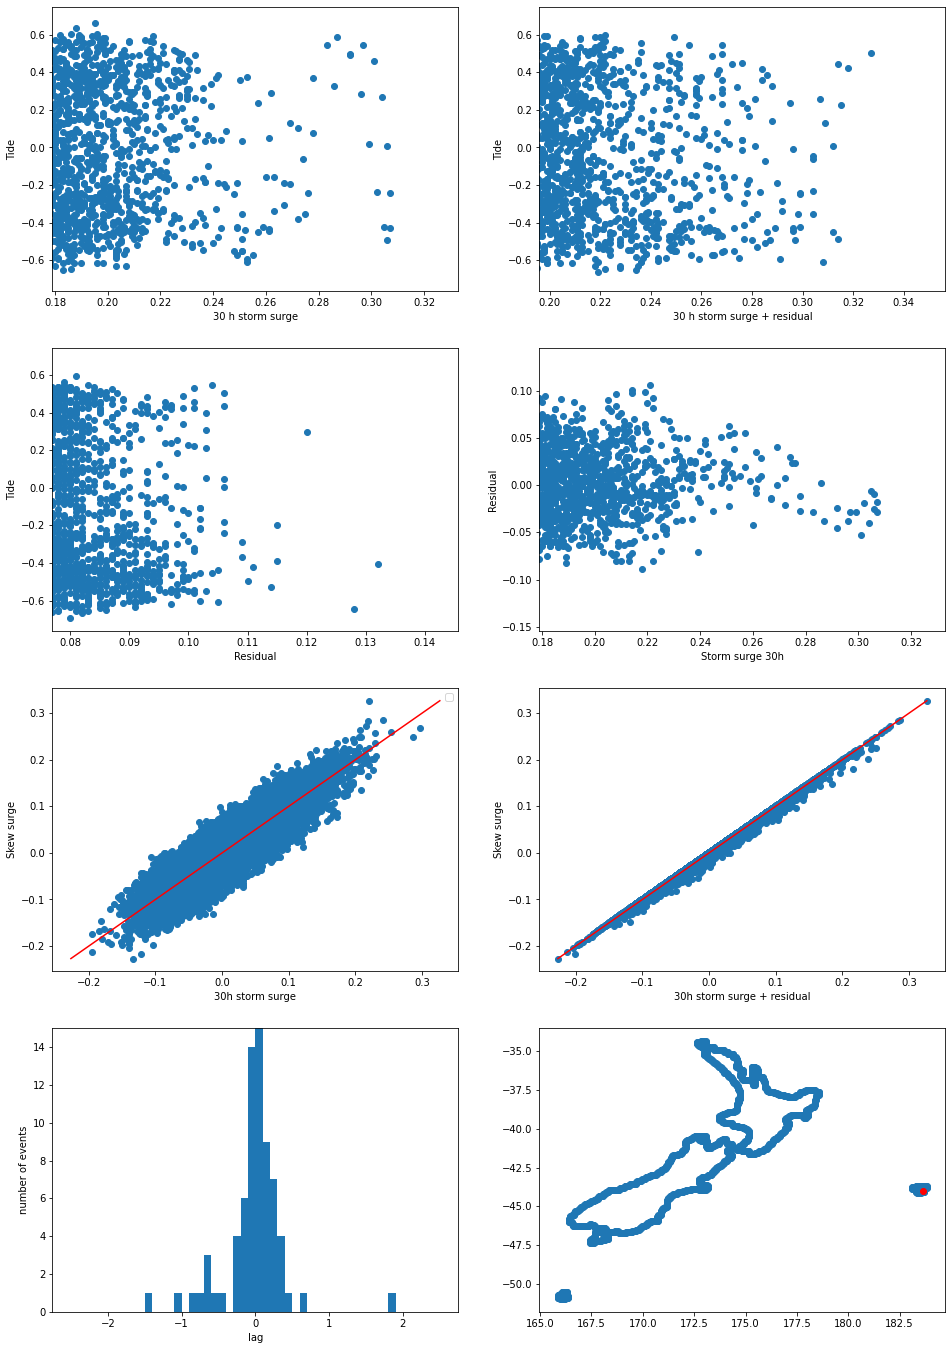 0.6
0.4
0.2
0.0
−0.2
−0.4
−0.6
Tide
0.18 0.20 0.22 0.24 0.26 0.28 0.30 0.32
30 h storm surge
0.6
0.4
0.2
0.0
−0.2
−0.4
−0.6
Tide
0.20 0.22 0.24 0.26 0.28 0.30 0.32 0.34
30 h storm surge + residual
0.6
0.4
0.2
0.0
−0.2
−0.4
−0.6
Tide
0.08 0.09 0.10 0.11 0.12 0.13 0.14
Residual
0.10
0.05
0.00
−0.05
−0.10
−0.15
Residual
0.18 0.20 0.22 0.24 0.26 0.28 0.30 0.32
Storm surge 30h
0.3
0.2
0.1
0.0
−0.1
−0.2
Skew surge
−0.2 −0.1 0.0 0.1 0.2 0.3
30h storm surge
0.3
0.2
0.1
0.0
−0.1
−0.2
Skew surge
−0.2 −0.1 0.0 0.1 0.2 0.3
30h storm surge + residual
14
12
10
8
6
4
2
0
number of events
−2 −1 0 1 2
lag
−35.0
−37.5
−40.0
−42.5
−45.0
−47.5
−50.0
165.0 167.5 170.0 172.5 175.0 177.5 180.0 182.5